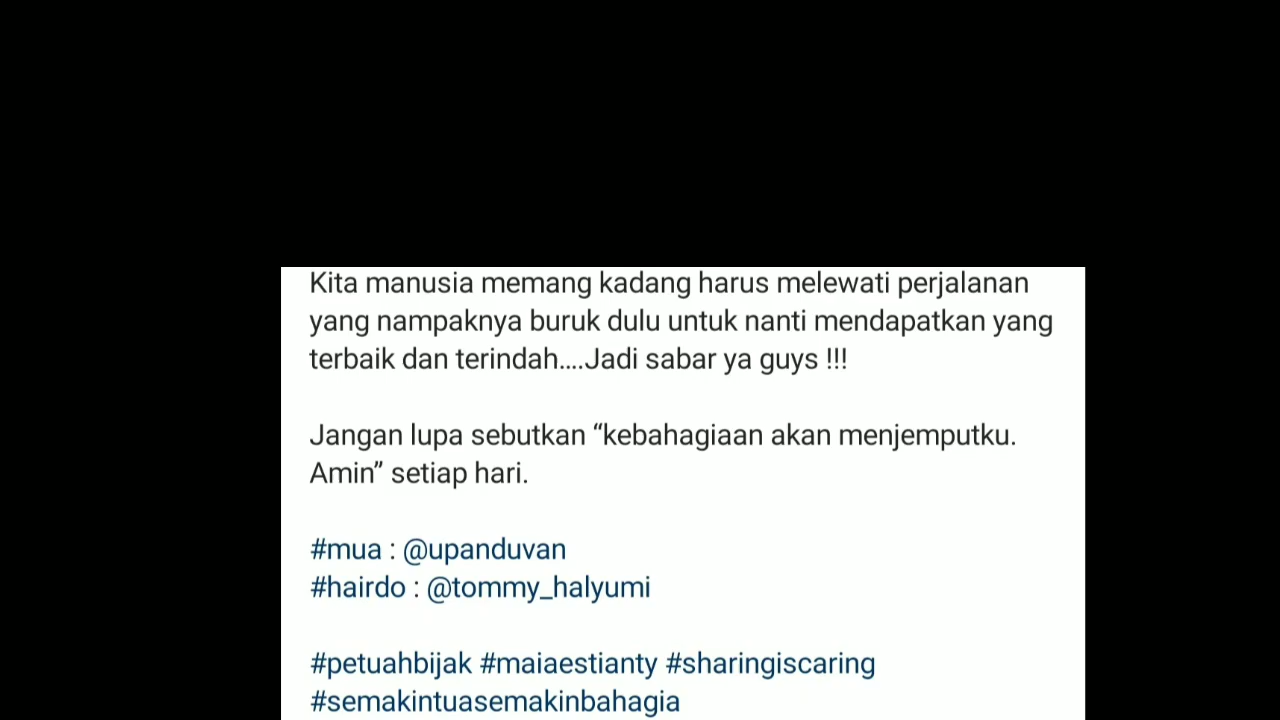 Kita manusia memang kadang harus melewati perjalanan
yang nampaknya buruk dulu untuk nanti mendapatkan yang
terbaik dan terindah....Jadi sabar ya guys !!!
Jangan lupa sebutkan “kebahagiaan akan menjemputku.
Amin” setiap hari.
#mua : @upanduvan
#hairdo : @tommy_halyumi
#petuahbijak #maiaestianty #sharingiscaring
#semakintuasemakinbahagia